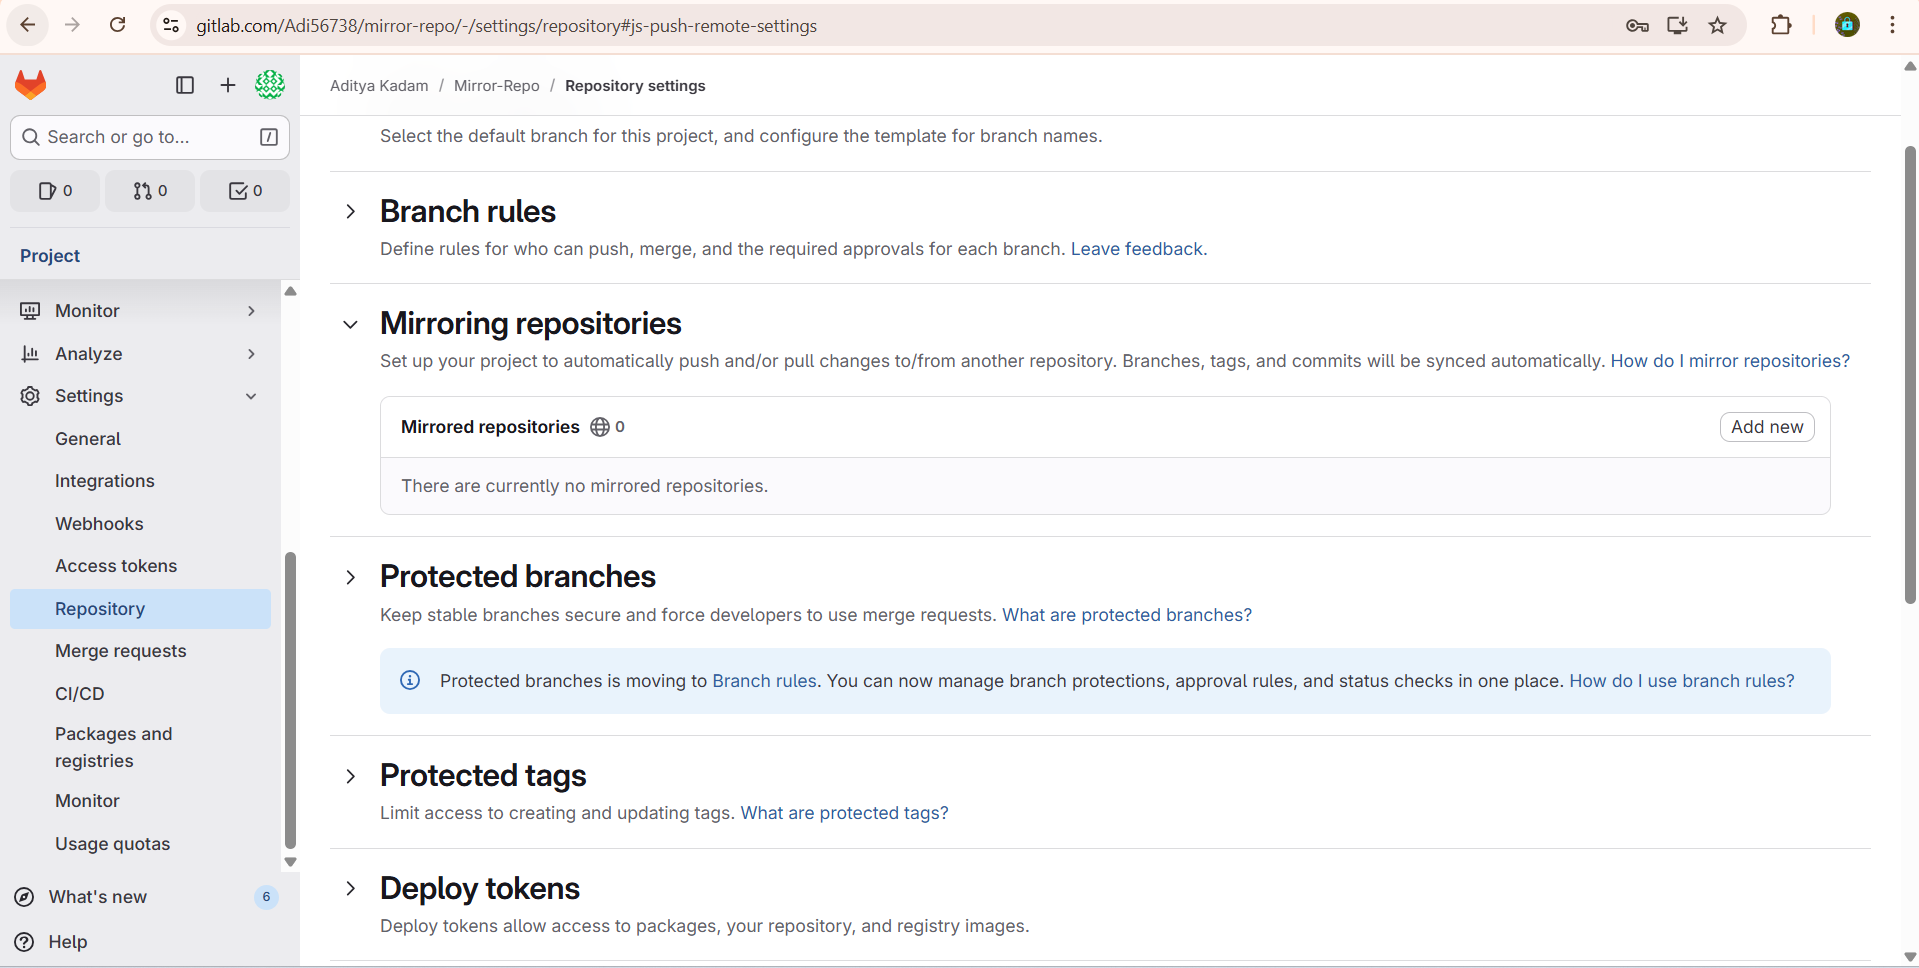 gitlab.com/Adi56738/mirror-repo/-/settings/repository#js-push-remote-settings
Search or go to...
/
0
0
0
Project
Monitor
Analyze
Settings
General
Integrations
Webhooks
Access tokens
Repository
Merge requests
CI/CD
Packages and
registries
Monitor
Usage quotas
What's new
6
Help
Aditya Kadam / Mirror-Repo / Repository settings
Select the default branch for this project, and configure the template for branch names.
Branch rules
Define rules for who can push, merge, and the required approvals for each branch. Leave feedback.
Mirroring repositories
Set up your project to automatically push and/or pull changes to/from another repository. Branches, tags, and commits will be synced automatically. How do I mirror repositories?
Mirrored repositories 0
Add new
There are currently no mirrored repositories.
Protected branches
Keep stable branches secure and force developers to use merge requests. What are protected branches?
Protected branches is moving to Branch rules. You can now manage branch protections, approval rules, and status checks in one place. How do I use branch rules?
Protected tags
Limit access to creating and updating tags. What are protected tags?
Deploy tokens
Deploy tokens allow access to packages, your repository, and registry images.